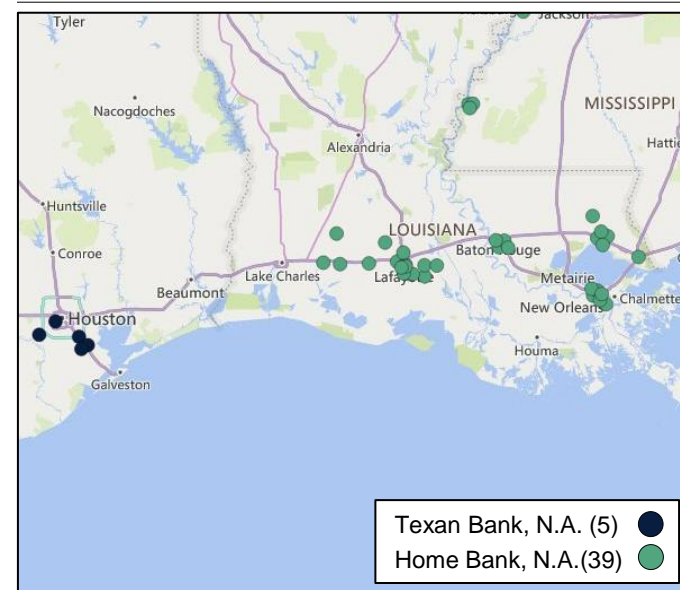 Tyler
Jackson
Nacogdoches
MISSISSIPPI
Alexandria
Hattie
Huntsville
LOUISIANA
Conroe
Baton Rouge
Lake Charles
Lafayette
Metairie
Beaumont
Chalmette
New Orleans
Houston
Houma
Galveston
Texan Bank, N.A. (5)
Home Bank, N.A.(39)